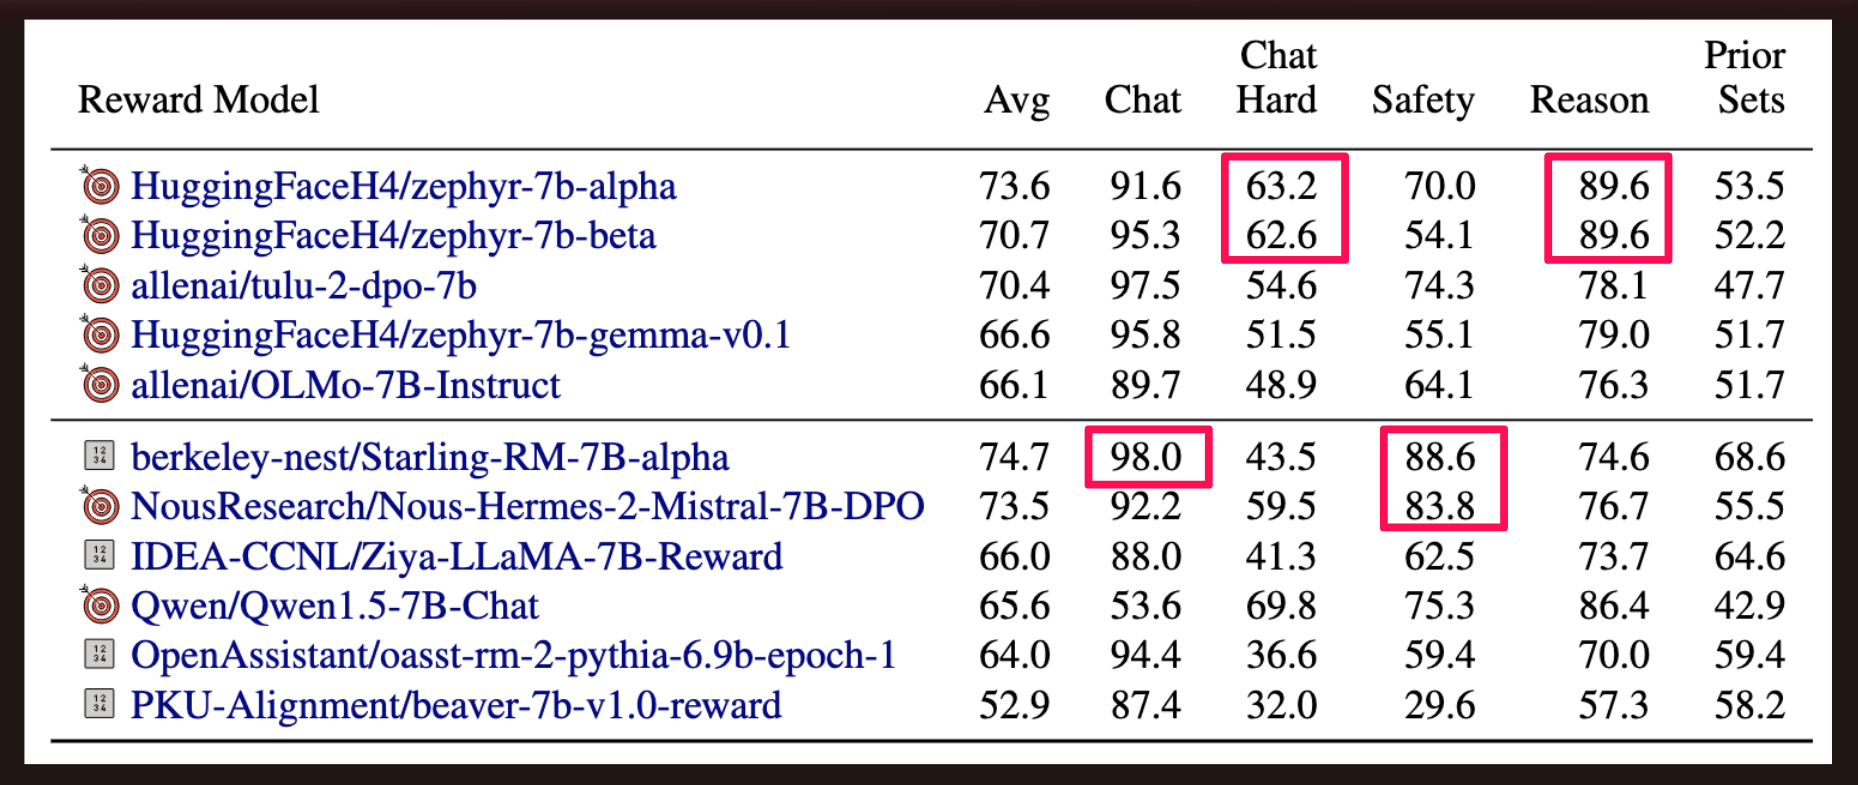 Reward Model Avg Chat Chat Hard Safety Reason Prior Sets
HuggingFaceH4/zephyr-7b-alpha 73.6 91.6 63.2 70.0 89.6 53.5
HuggingFaceH4/zephyr-7b-beta 70.7 95.3 62.6 54.1 89.6 52.2
allenai/tulu-2-dpo-7b 70.4 97.5 54.6 74.3 78.1 47.7
HuggingFaceH4/zephyr-7b-gemma-v0.1 66.6 95.8 51.5 55.1 79.0 51.7
allenai/OLMo-7B-Instruct 66.1 89.7 48.9 64.1 76.3 51.7
1234 berkeley-nest/Starling-RM-7B-alpha 74.7 98.0 43.5 88.6 74.6 68.6
NousResearch/Nous-Hermes-2-Mistral-7B-DPO 73.5 92.2 59.5 83.8 76.7 55.5
1234 IDEA-CCNL/Ziya-LLaMA-7B-Reward 66.0 88.0 41.3 62.5 73.7 64.6
Qwen/Qwen1.5-7B-Chat 65.6 53.6 69.8 75.3 86.4 42.9
1234 OpenAssistant/oasst-rm-2-pythia-6.9b-epoch-1 64.0 94.4 36.6 59.4 70.0 59.4
1234 PKU-Alignment/beaver-7b-v1.0-reward 52.9 87.4 32.0 29.6 57.3 58.2